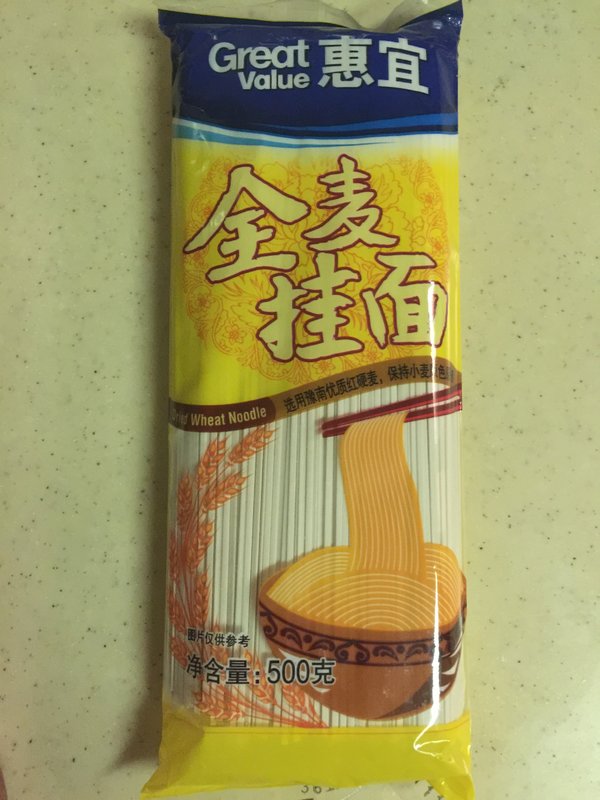 Great Value 惠宜
全麦
挂面
Dried Wheat Noodle
选用豫南优质红硬麦，保持小麦
图片仅供参考
净含量：500克